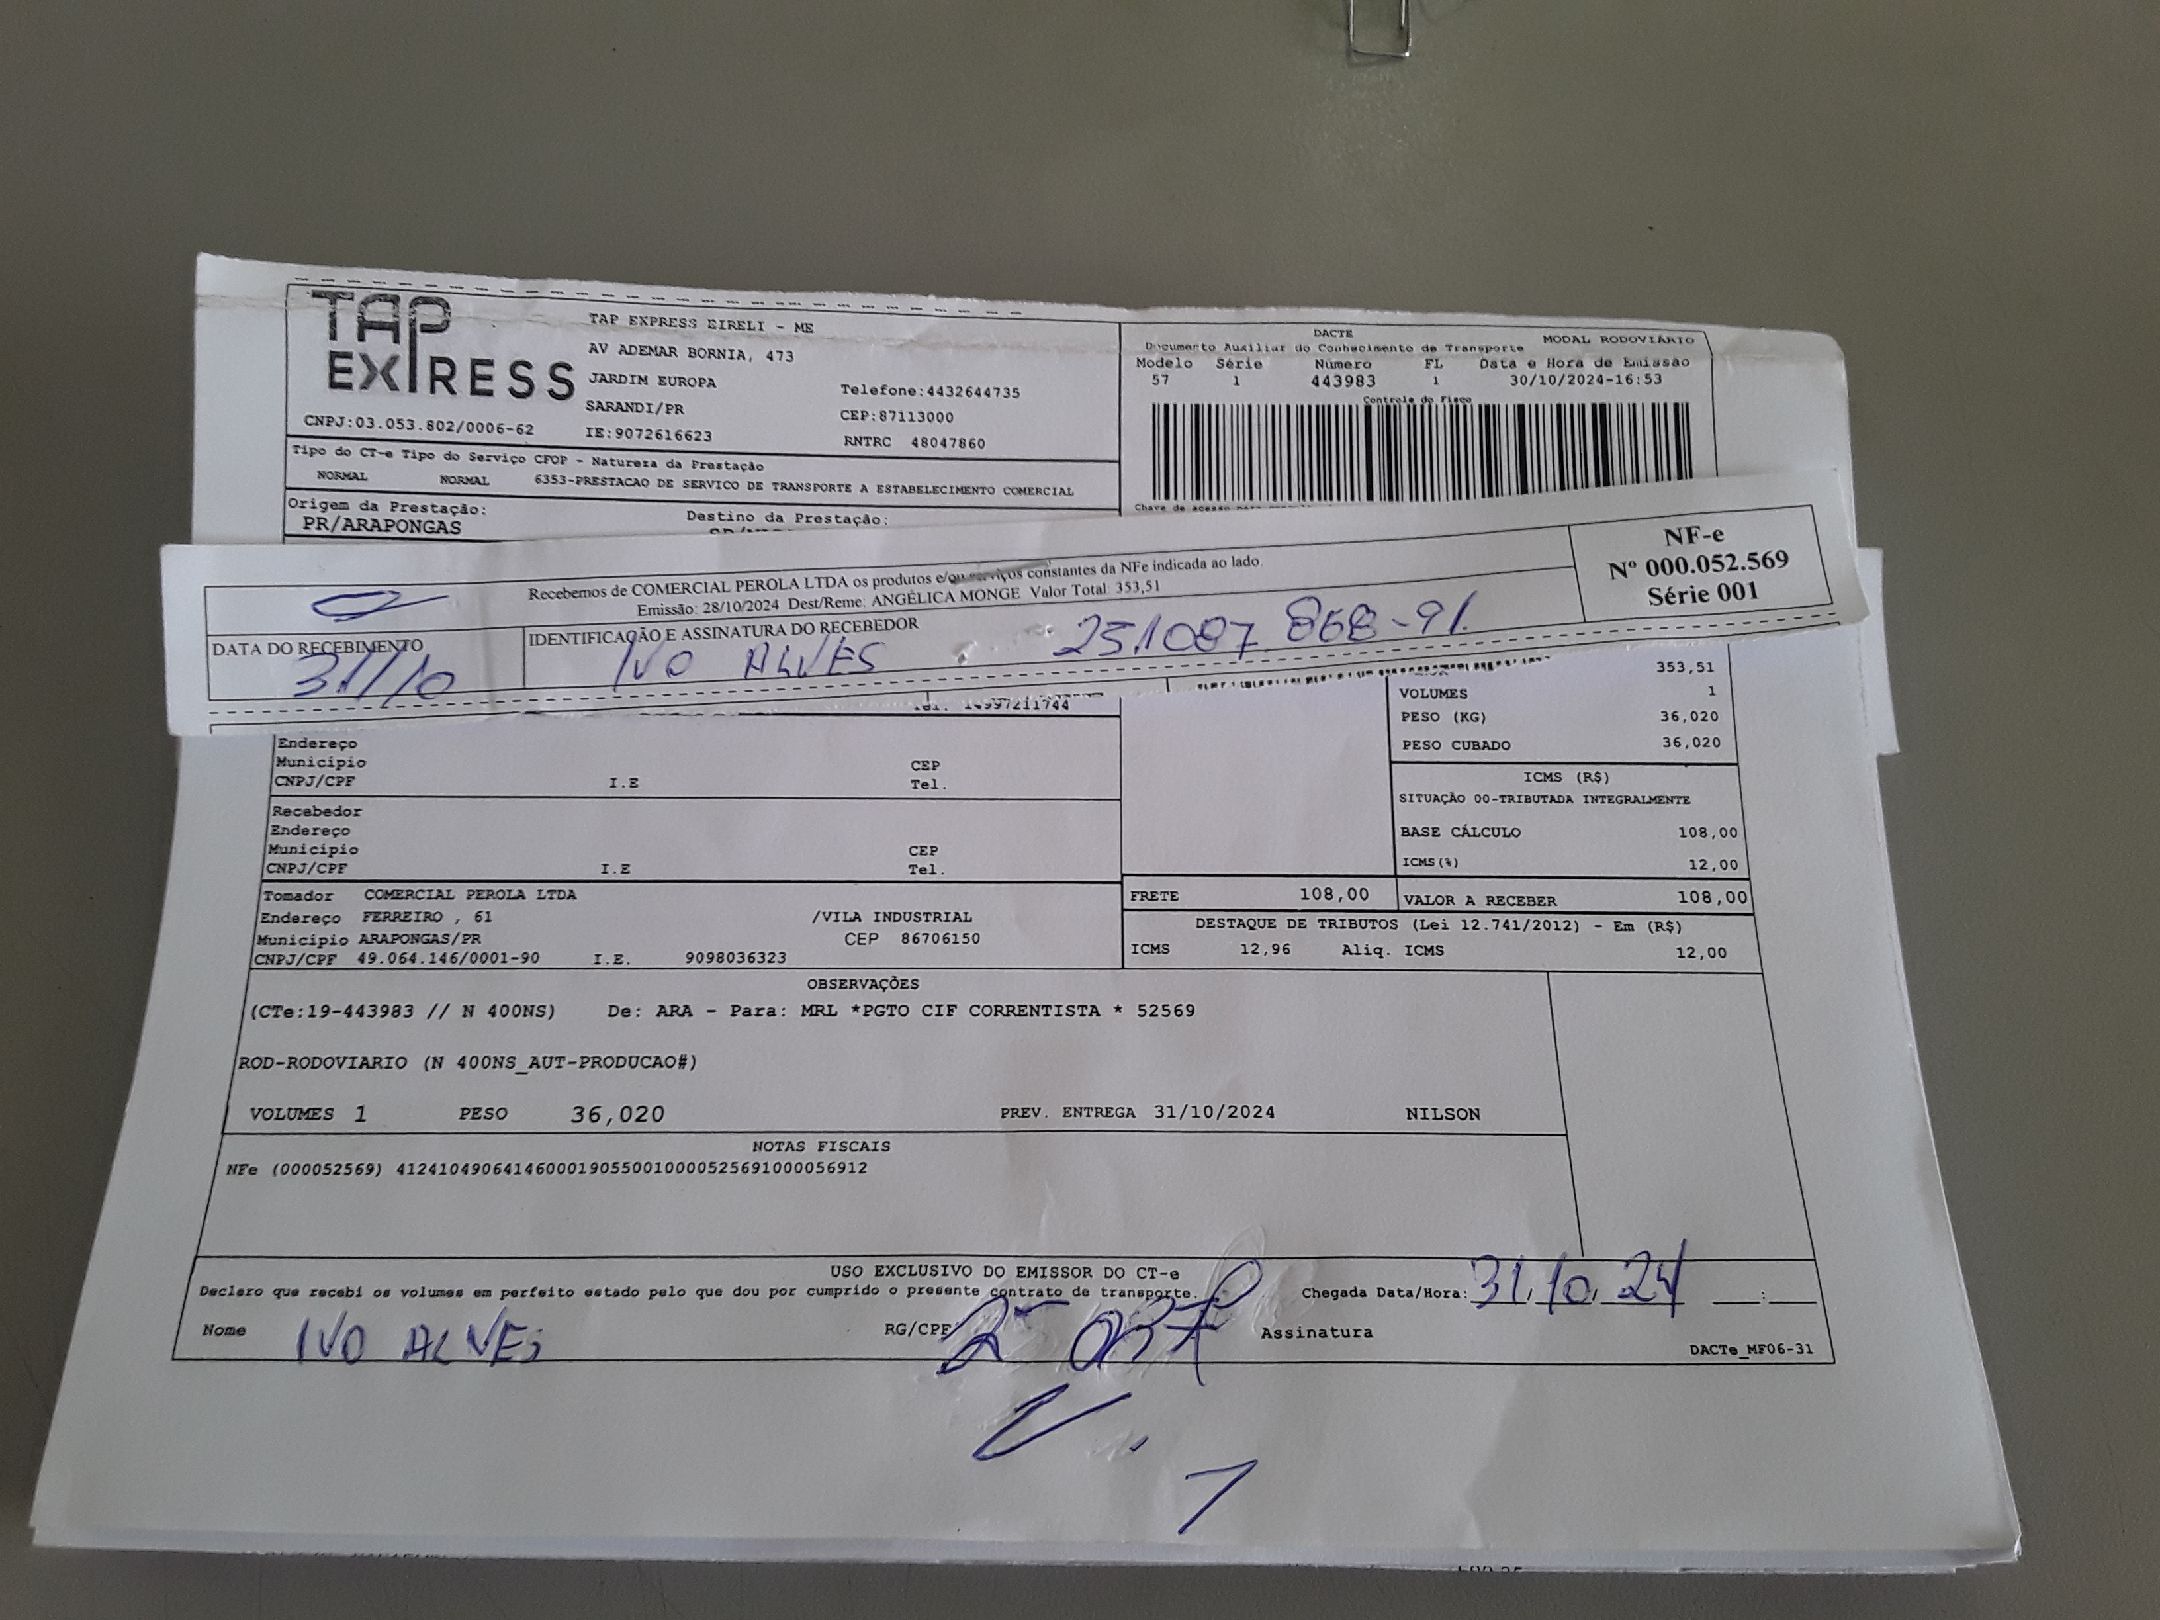 TAP EXPRESS
TAP EXPRESS EIRELI - ME
AV ADEMAR BORNIA, 473
JARDIM EUROPA
SARANDI/PR
IE:9072616623
Telefone:4432644735
CEP:87113000
RNTRC 48047860
CNPJ:03.053.802/0006-62
DACTE MODAL RODOVIÁRIO
Documento Auxiliar do Conhecimento de Transporte
Modelo Série Número FL Data e Hora de Emissão
57 1 443983 1 30/10/2024-16:53
Controle do Fisco
Tipo do CT-e Tipo do Serviço CFOP - Natureza da Prestação
NORMAL NORMAL 6353-PRESTACAO DE SERVICO DE TRANSPORTE A ESTABELECIMENTO COMERCIAL
Chave de acesso
Origem da Prestação: Destino da Prestação:
PR/ARAPONGAS
Recebemos de COMERCIAL PEROLA LTDA os produtos e/ou serviços constantes da NFe indicada ao lado.
Emissão: 28/10/2024 Dest/Reme: ANGÉLICA MONGE Valor Total: 353,51
NF-e
Nº 000.052.569
Série 001
DATA DO RECEBIMENTO IDENTIFICAÇÃO E ASSINATURA DO RECEBEDOR
31/10 IVO ALVES 251087 868-91
353,51
VOLUMES 1
PESO (KG) 36,020
PESO CUBADO 36,020
Tel. 14997211744
Endereço
Município CEP
CNPJ/CPF I.E Tel.
Recebedor
Endereço
Município CEP
CNPJ/CPF I.E Tel.
ICMS (R$)
SITUAÇÃO 00-TRIBUTADA INTEGRALMENTE
BASE CÁLCULO 108,00
ICMS(%) 12,00
FRETE 108,00 VALOR A RECEBER 108,00
Tomador COMERCIAL PEROLA LTDA
Endereço FERREIRO , 61 /VILA INDUSTRIAL
Município ARAPONGAS/PR CEP 86706150
CNPJ/CPF 49.064.146/0001-90 I.E. 9098036323
DESTAQUE DE TRIBUTOS (Lei 12.741/2012) - Em (R$)
ICMS 12,96 Aliq. ICMS 12,00
OBSERVAÇÕES
(CTe:19-443983 // N 400NS) De: ARA - Para: MRL *PGTO CIF CORRENTISTA * 52569
ROD-RODOVIARIO (N 400NS_AUT-PRODUCAO#)
VOLUMES 1 PESO 36,020 PREV. ENTREGA 31/10/2024 NILSON
NOTAS FISCAIS
NFe (000052569) 41241049064146000190550010000525691000056912
USO EXCLUSIVO DO EMISSOR DO CT-e
Declaro que recebi os volumes em perfeito estado pelo que dou por cumprido o presente contrato de transporte. Chegada Data/Hora: 31/10/24 __:__
Nome IVO ALVES RG/CPF Assinatura
DACTe_MF06-31